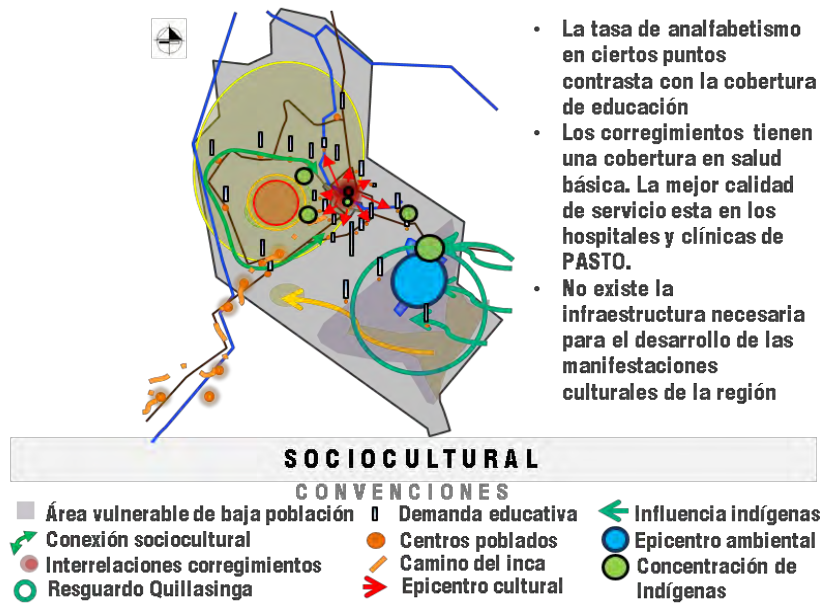 • La tasa de analfabetismo
en ciertos puntos
contrasta con la cobertura
de educación
• Los corregimientos tienen
una cobertura en salud
básica. La mejor calidad
de servicio esta en los
hospitales y clínicas de
PASTO.
• No existe la
infraestructura necesaria
para el desarrollo de las
manifestaciones
culturales de la región
SOCIOCULTURAL
CONVENCIONES
Área vulnerable de baja población
Conexión sociocultural
Interrelaciones corregimientos
Resguardo Quillasinga
Demanda educativa
Centros poblados
Camino del inca
Epicentro cultural
Influencia indígenas
Epicentro ambiental
Concentración de
Indígenas